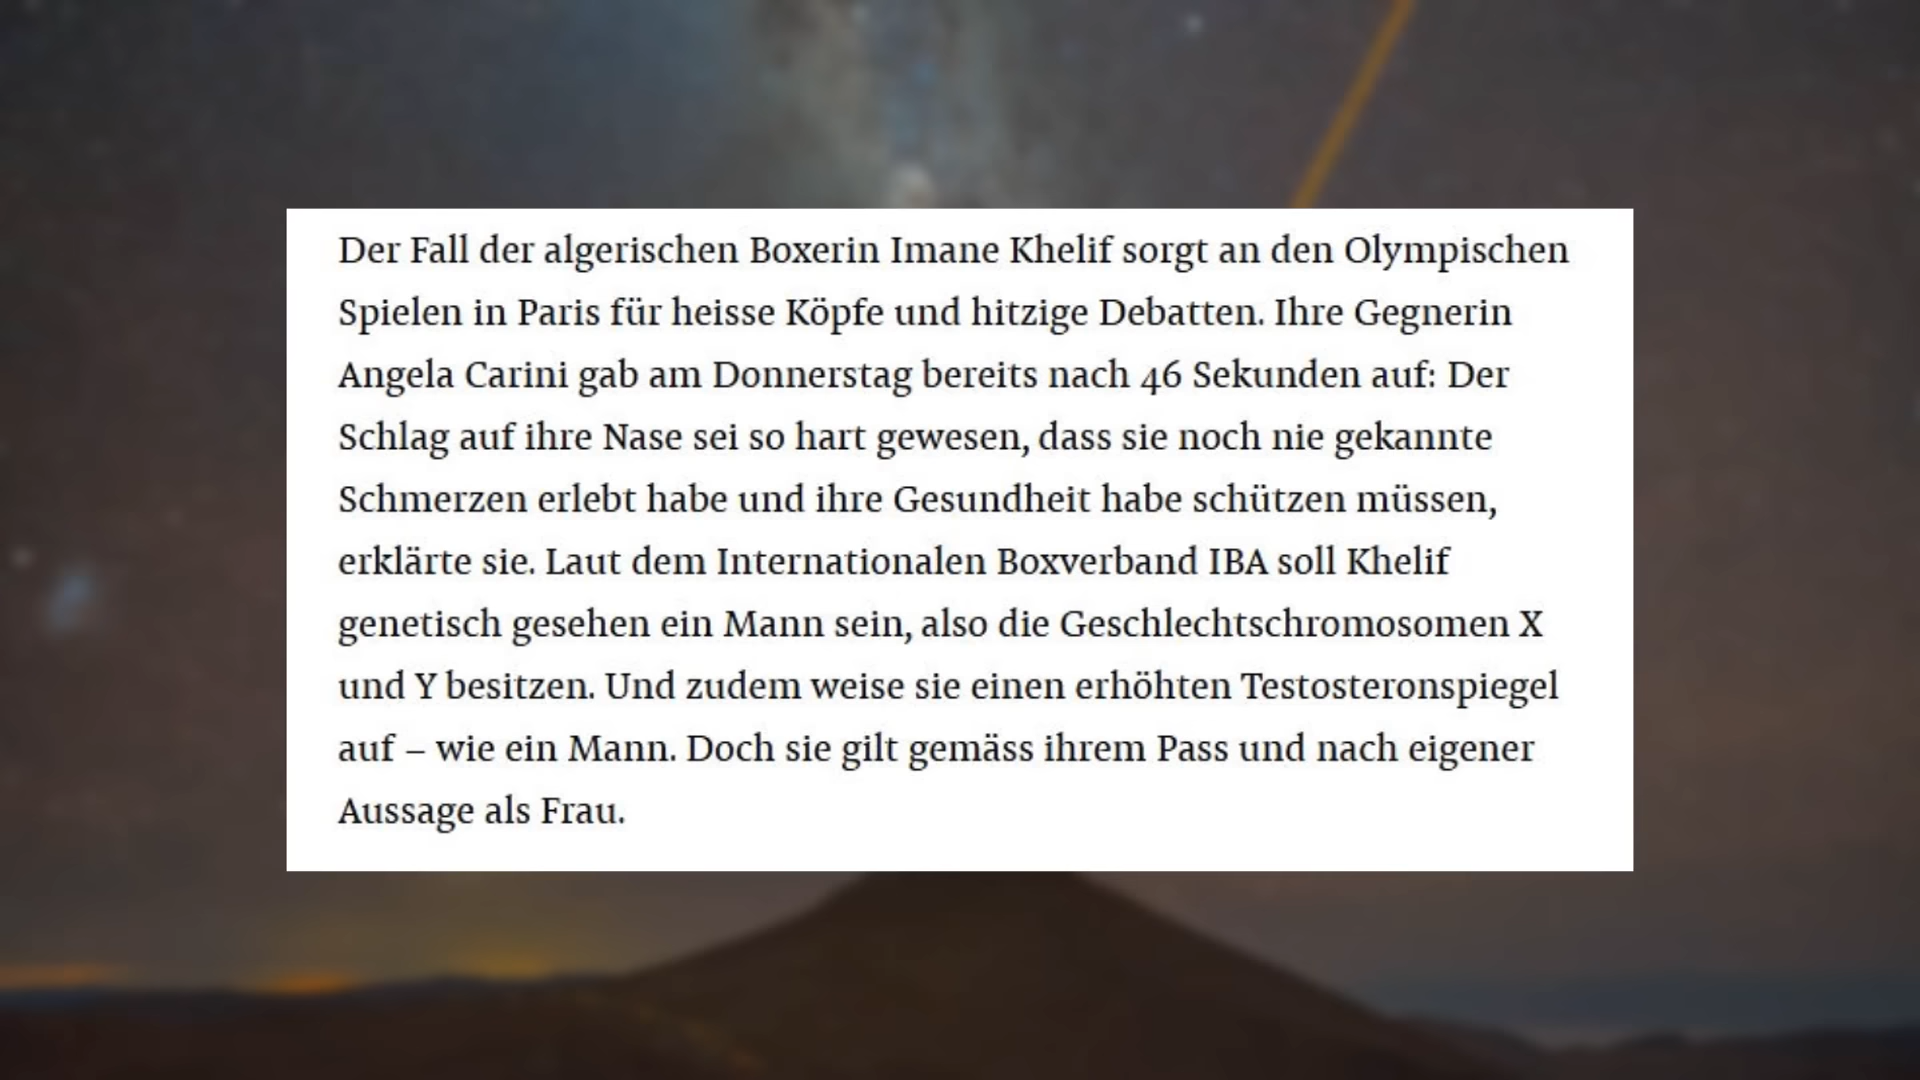 Der Fall der algerischen Boxerin Imane Khelif sorgt an den Olympischen
Spielen in Paris für heisse Köpfe und hitzige Debatten. Ihre Gegnerin
Angela Carini gab am Donnerstag bereits nach 46 Sekunden auf: Der
Schlag auf ihre Nase sei so hart gewesen, dass sie noch nie gekannte
Schmerzen erlebt habe und ihre Gesundheit habe schützen müssen,
erklärte sie. Laut dem Internationalen Boxverband IBA soll Khelif
genetisch gesehen ein Mann sein, also die Geschlechtschromosomen X
und Y besitzen. Und zudem weise sie einen erhöhten Testosteronspiegel
auf – wie ein Mann. Doch sie gilt gemäss ihrem Pass und nach eigener
Aussage als Frau.